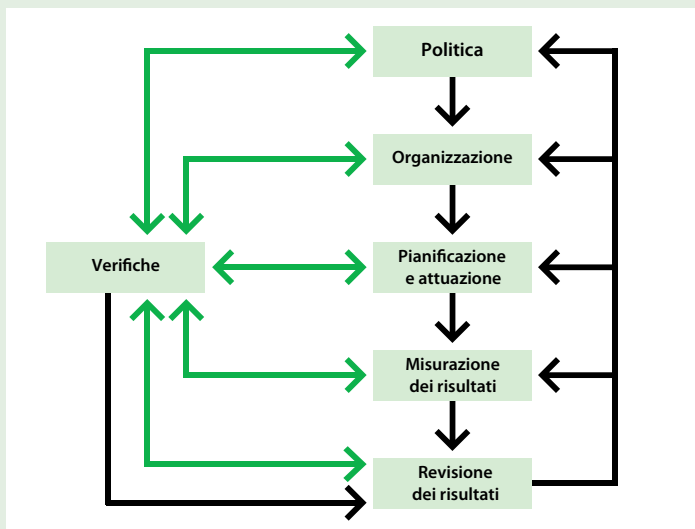 Politica
Organizzazione
Verifiche
Pianificazione
e attuazione
Misurazione
dei risultati
Revisione
dei risultati